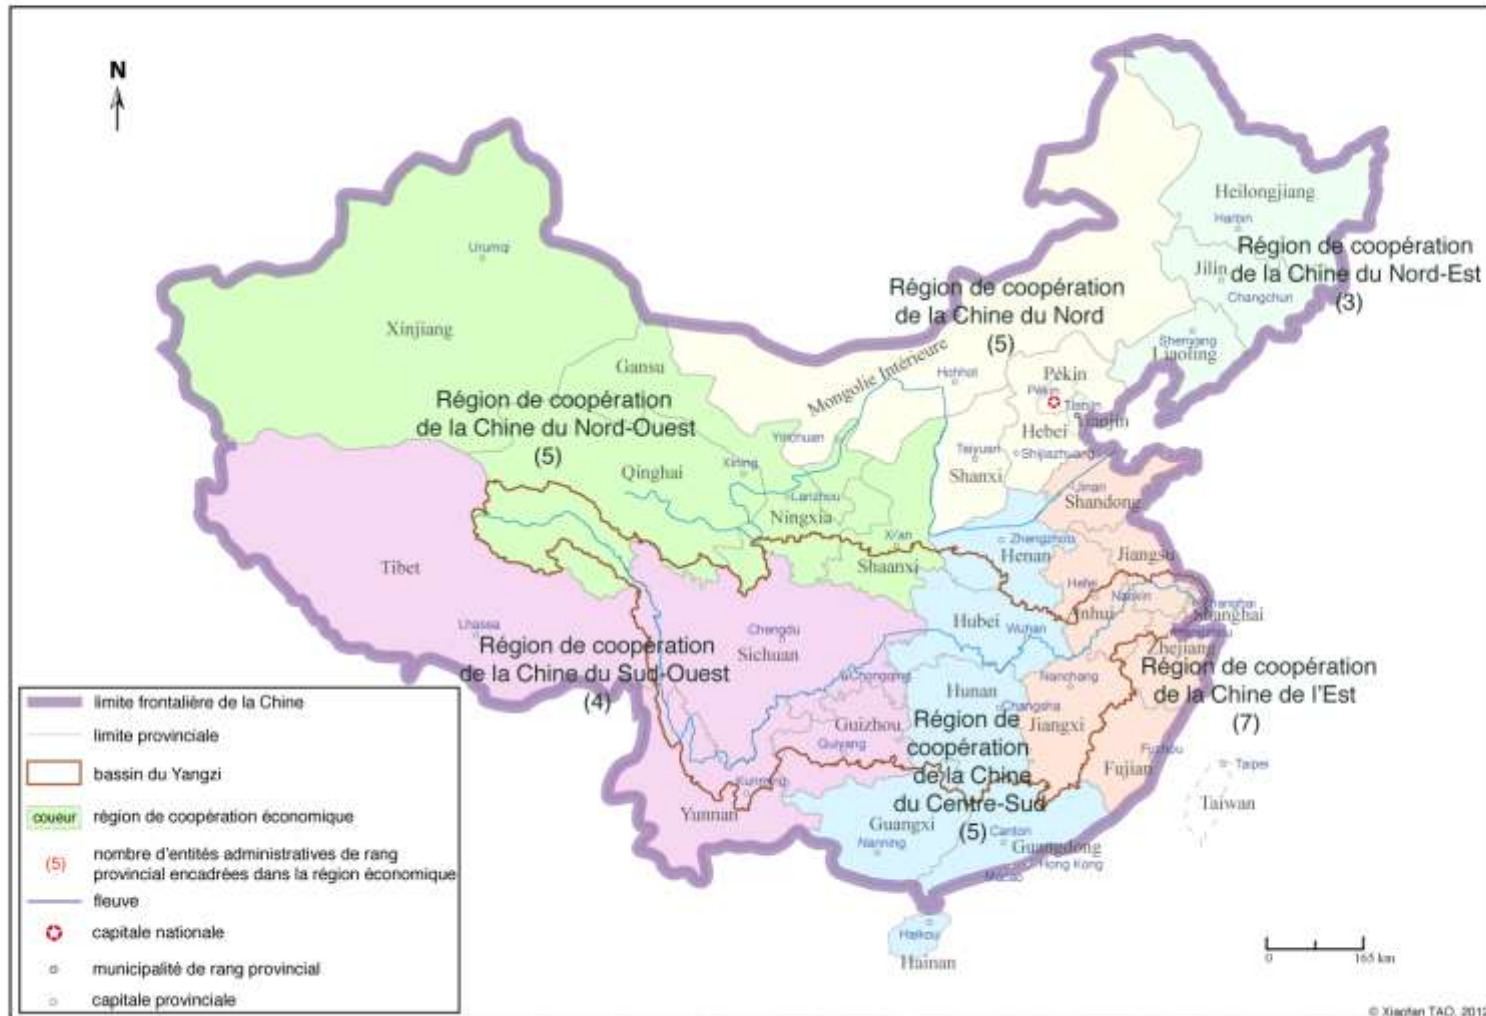 N
Heilongjiang
Harbin
Région de coopération
de la Chine du Nord-Est
(3)
Jilin
Changchun
Shenyang
Liaoling
Urumqi
Xinjiang
Région de coopération
de la Chine du Nord
(5)
Mongolie Intérieure
Hohhot
Pékin
Pékin
Tianjin
Tianjin
Hebei
Shijiazhuang
Taiyuan
Shanxi
Gansu
Région de coopération
de la Chine du Nord-Ouest
(5)
Yinchuan
Qinghai
Xining
Lanzhou
Ningxia
Xi'an
Shaanxi
Jinan
Shandong
Zhengzhou
Henan
Jiangsu
Hefei
Nankin
Anhui
Shanghai
Shanghai
Zhejiang
Tibet
Lhassa
Région de coopération
de la Chine du Sud-Ouest
(4)
Chengdu
Sichuan
Chongqing
Hubei
Wuhan
Hunan
Changsha
Nanchang
Jiangxi
Région de coopération
de la Chine de l'Est
(7)
Guizhou
Guiyang
Région de
coopération
de la Chine
du Centre-Sud
(5)
Fuzhou
Fujian
Taipei
Taiwan
Kunming
Yunnan
Guangxi
Nanning
Canton
Guangdong
Hong Kong
Macao
Haikou
Hainan
limite frontalière de la Chine
limite provinciale
bassin du Yangzi
coueur région de coopération économique
(5) nombre d'entités administratives de rang
provincial encadrées dans la région économique
fleuve
capitale nationale
municipalité de rang provincial
capitale provinciale
0 165 km
© Xiaofan TAO, 2012